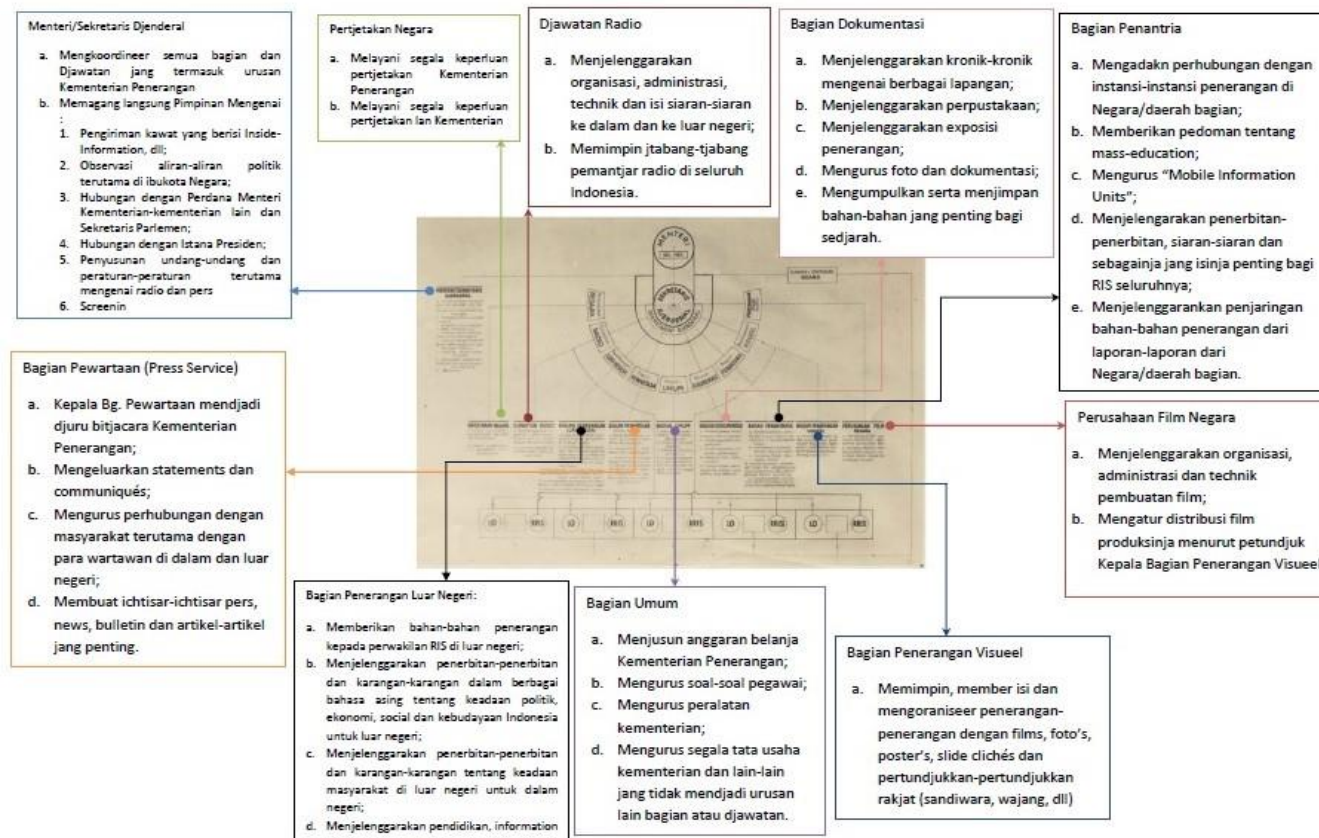 Menteri/Sekretaris Djenderal
a. Mengkoordineer semua bagian dan
Djawatan jang termasuk urusan
Kementerian Penerangan
b. Memagang langsung Pimpinan Mengenai
:
1. Pengiriman kawat yang berisi Inside-
Information, dll;
2. Observasi aliran-aliran politik
terutama di ibukota Negara;
3. Hubungan dengan Perdana Menteri
Kementerian-kementerian lain dan
Sekretaris Parlemen;
4. Hubungan dengan Istana Presiden;
5. Penyusunan undang-undang dan
peraturan-peraturan terutama
mengenai radio dan pers
6. Screenin
Pertjetakan Negara
a. Melayani segala keperluan
pertjetakan Kementerian
Penerangan
b. Melayani segala keperluan
pertjetakan lan Kementerian
Djawatan Radio
a. Menjelenggarakan
organisasi, administrasi,
technik dan isi siaran-siaran
ke dalam dan ke luar negeri;
b. Memimpin jtabang-tjabang
pemantjar radio di seluruh
Indonesia.
Bagian Dokumentasi
a. Menjelenggarakan kronik-kronik
mengenai berbagai lapangan;
b. Menjelenggarakan perpustakaan;
c. Menjelenggarakan exposisi
penerangan;
d. Mengurus foto dan dokumentasi;
e. Mengumpulkan serta menjimpan
bahan-bahan jang penting bagi
sedjarah.
Bagian Penantria
a. Mengadakn perhubungan dengan
instansi-instansi penerangan di
Negara/daerah bagian;
b. Memberikan pedoman tentang
mass-education;
c. Mengurus “Mobile Information
Units”;
d. Menjelengarakan penerbitan-
penerbitan, siaran-siaran dan
sebagainja jang isinja penting bagi
RIS seluruhnya;
e. Menjelenggarankan penjaringan
bahan-bahan penerangan dari
laporan-laporan dari
Negara/daerah bagian.
MENTERI
SEKRETARIS
DJENDERAL
Bagian Pewartaan (Press Service)
a. Kepala Bg. Pewartaan mendjadi
djuru bitjacara Kementerian
Penerangan;
b. Mengeluarkan statements dan
communiqués;
c. Mengurus perhubungan dengan
masyarakat terutama dengan
para wartawan di dalam dan luar
negeri;
d. Membuat ichtisar-ichtisar pers,
news, bulletin dan artikel-artikel
jang penting.
LD RRIS LD RRIS LD RRIS LD RRIS LD RRIS
Perusahaan Film Negara
a. Menjelenggarakan organisasi,
administrasi dan technik
pembuatan film;
b. Mengatur distribusi film
produksinja menurut petundjuk
Kepala Bagian Penerangan Visueel
Bagian Penerangan Luar Negeri:
a. Memberikan bahan-bahan penerangan
kepada perwakilan RIS di luar negeri;
b. Menjelenggarakan penerbitan-penerbitan
dan karangan-karangan dalam berbagai
bahasa asing tentang keadaan politik,
ekonomi, social dan kebudayaan Indonesia
untuk luar negeri;
c. Menjelenggarakan penerbitan-penerbitan
dan karangan-karangan tentang keadaan
masyarakat di luar negeri untuk dalam
negeri;
d. Menjelenggarakan pendidikan, information
Bagian Umum
a. Menjusun anggaran belanja
Kementerian Penerangan;
b. Mengurus soal-soal pegawai;
c. Mengurus peralatan
kementerian;
d. Mengurus segala tata usaha
kementerian dan lain-lain
jang tidak mendjadi urusan
lain bagian atau djawatan.
Bagian Penerangan Visueel
a. Memimpin, member isi dan
mengoraniseer penerangan-
penerangan dengan films, foto’s,
poster’s, slide clichés dan
pertundjukkan-pertundjukkan
rakjat (sandiwara, wajang, dll)